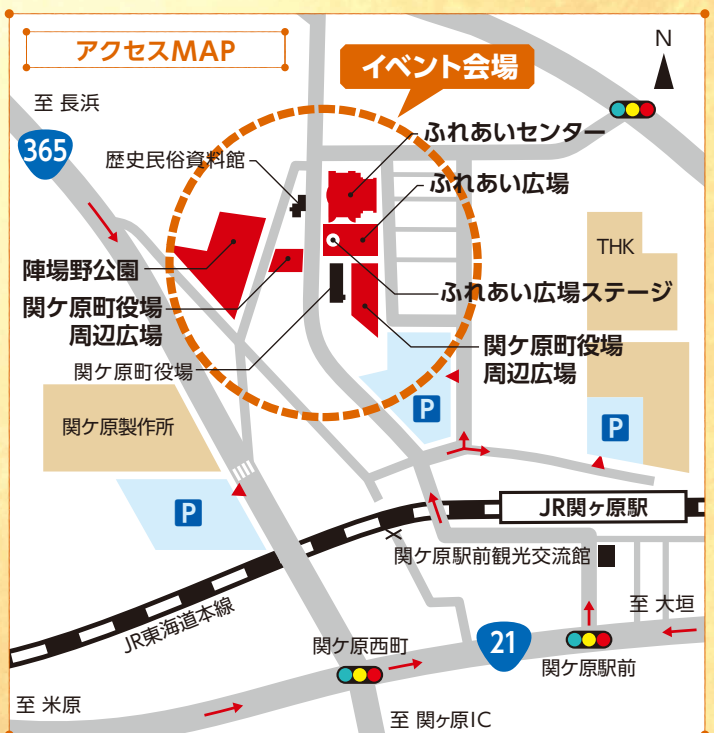 アクセスMAP
イベント会場
N
至 長浜
365
ふれあいセンター
歴史民俗資料館
ふれあい広場
THK
陣場野公園
ふれあい広場ステージ
関ケ原町役場
周辺広場
関ケ原町役場
周辺広場
関ケ原町役場
P
関ケ原製作所
P
P
JR関ヶ原駅
関ケ原駅前観光交流館
JR東海道本線
至 大垣
関ケ原西町
21
関ケ原駅前
至 米原
至 関ヶ原IC